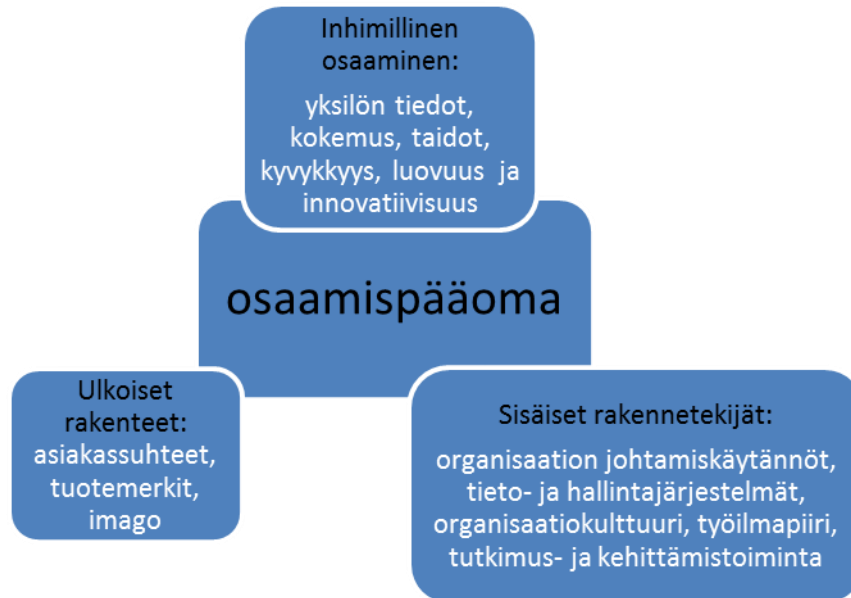 Inhimillinen
osaaminen:
yksilön tiedot,
kokemus, taidot,
kyvykkyys, luovuus ja
innovatiivisuus
osaamispääoma
Ulkoiset
rakenteet:
asiakassuhteet,
tuotemerkit,
imago
Sisäiset rakennetekijät:
organisaation johtamiskäytännöt,
tieto- ja hallintajärjestelmät,
organisaatiokulttuuri, työilmapiiri,
tutkimus- ja kehittämistoiminta